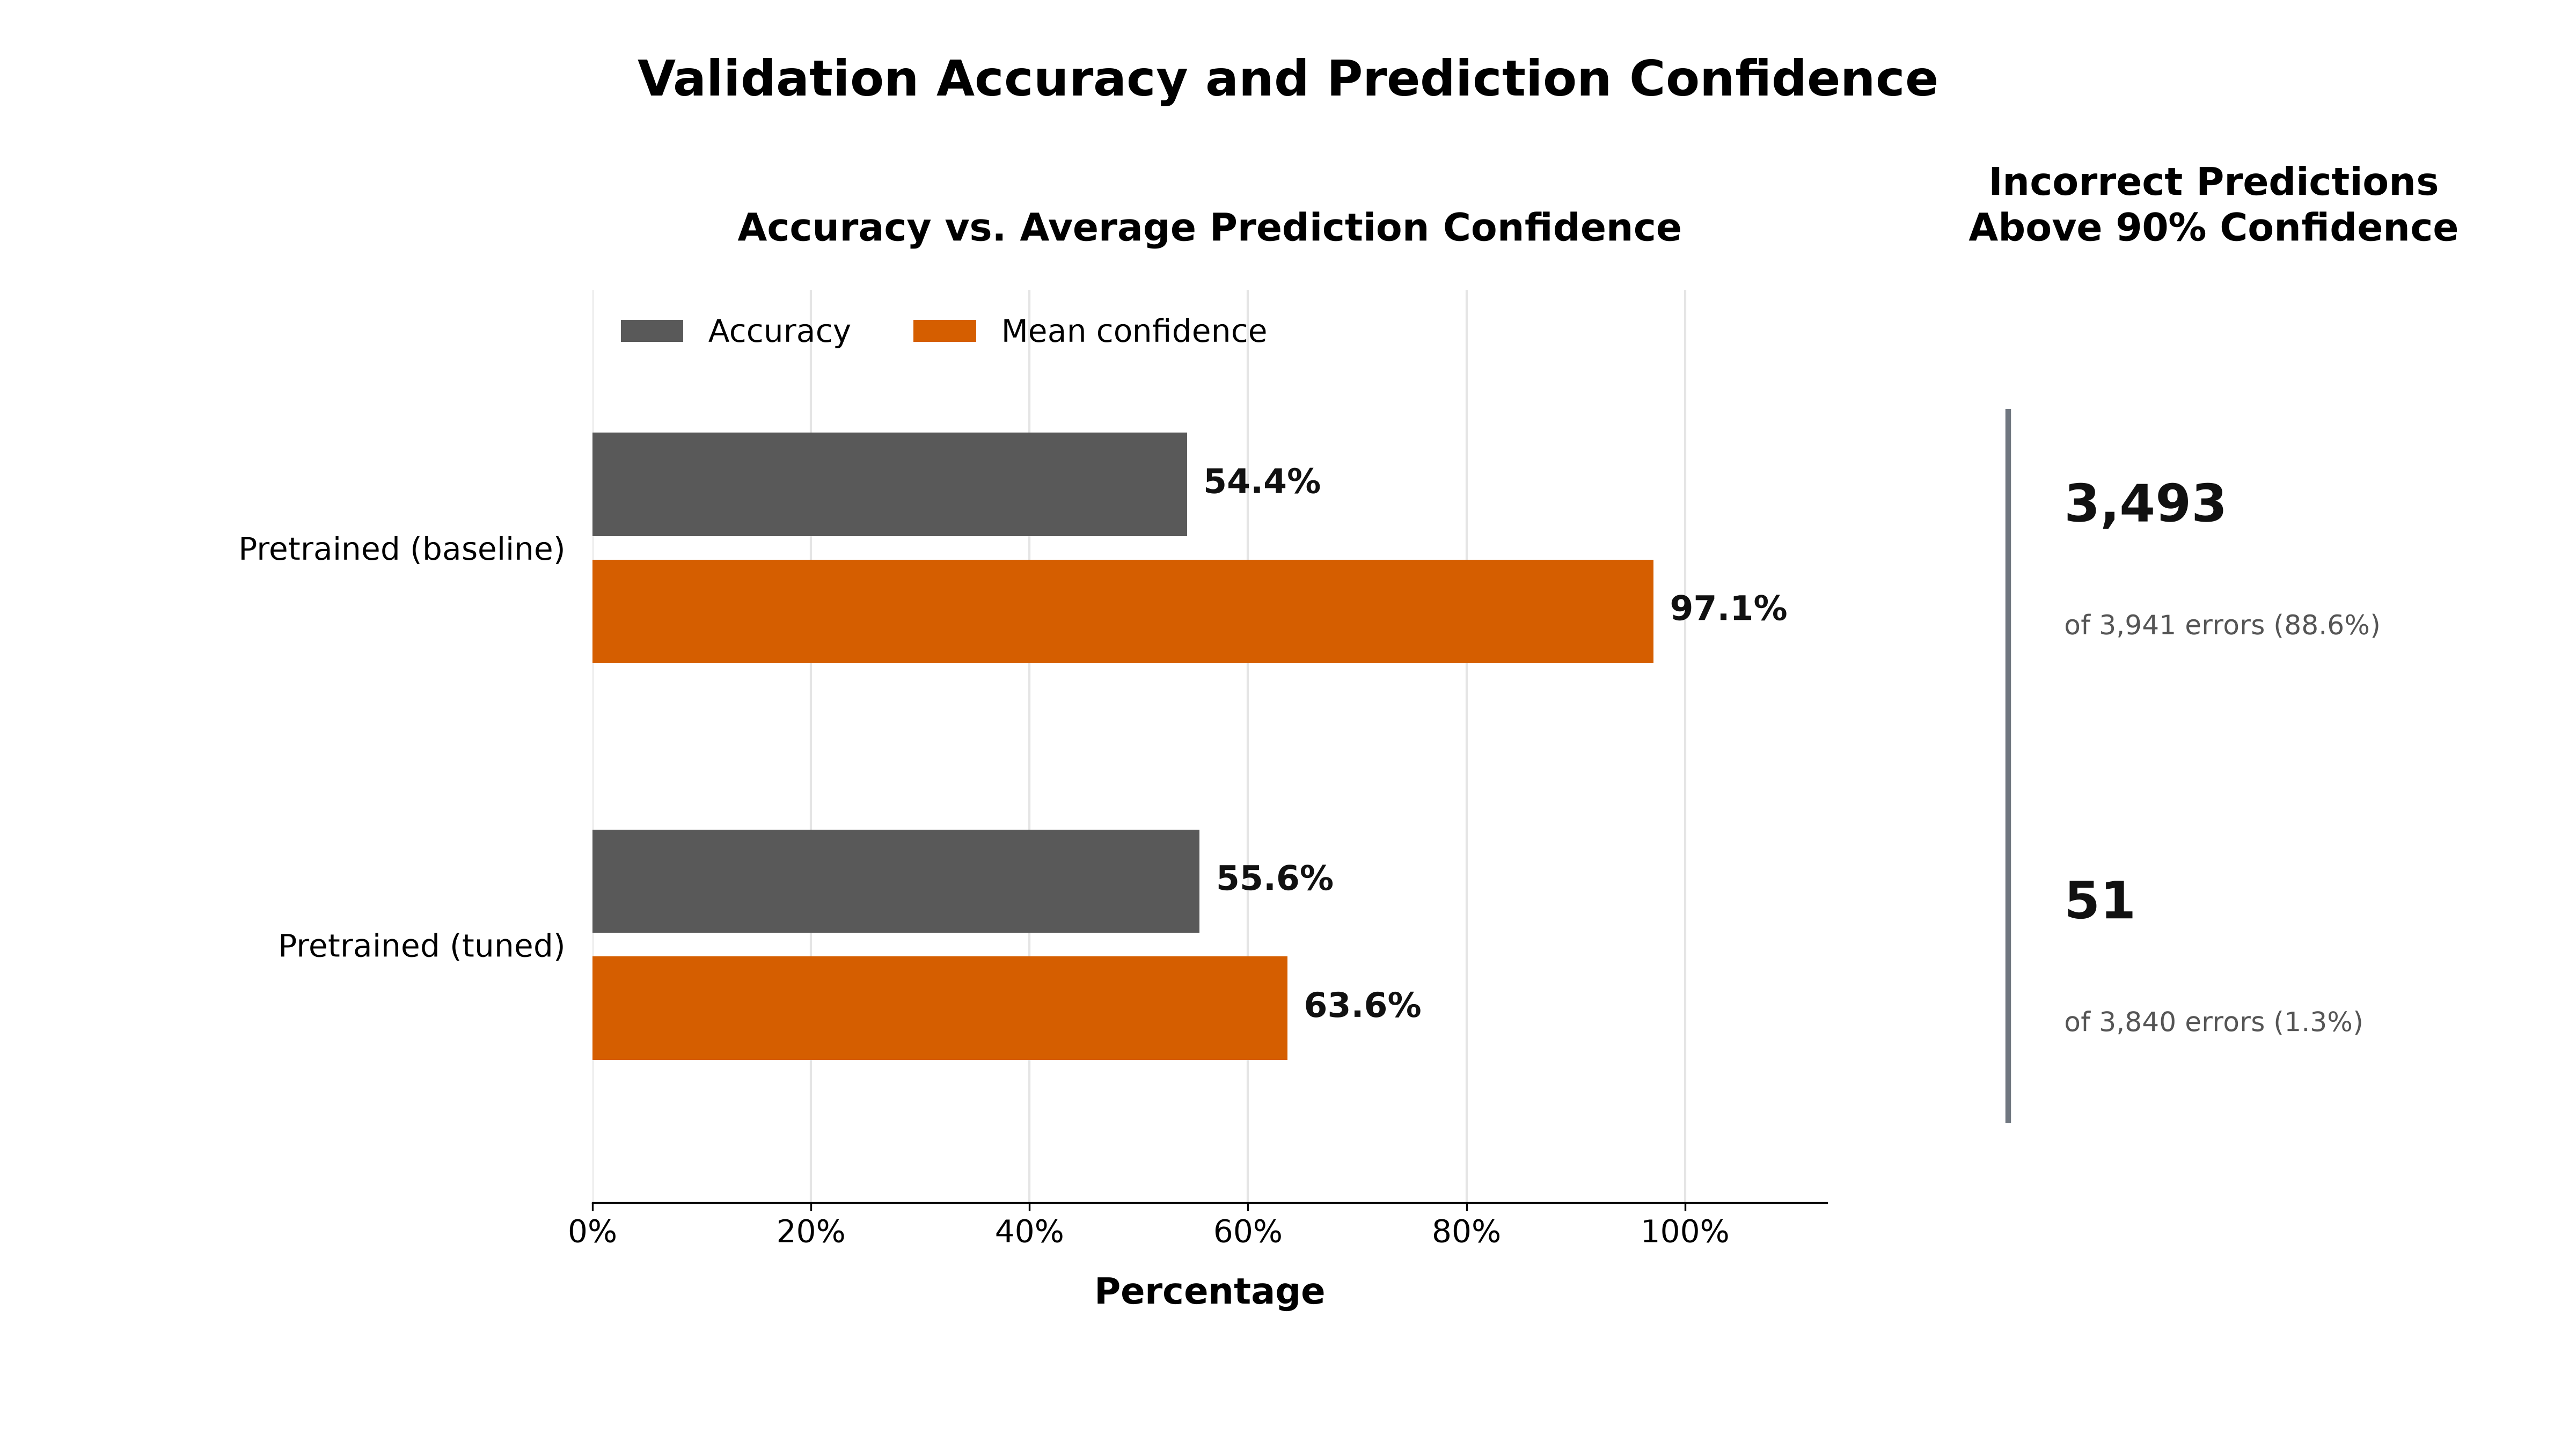 Validation Accuracy and Prediction Confidence
Accuracy vs. Average Prediction Confidence
Incorrect Predictions
Above 90% Confidence
Accuracy
Mean confidence
Pretrained (baseline)
54.4%
97.1%
3,493
of 3,941 errors (88.6%)
Pretrained (tuned)
55.6%
63.6%
51
of 3,840 errors (1.3%)
0%
20%
40%
60%
80%
100%
Percentage